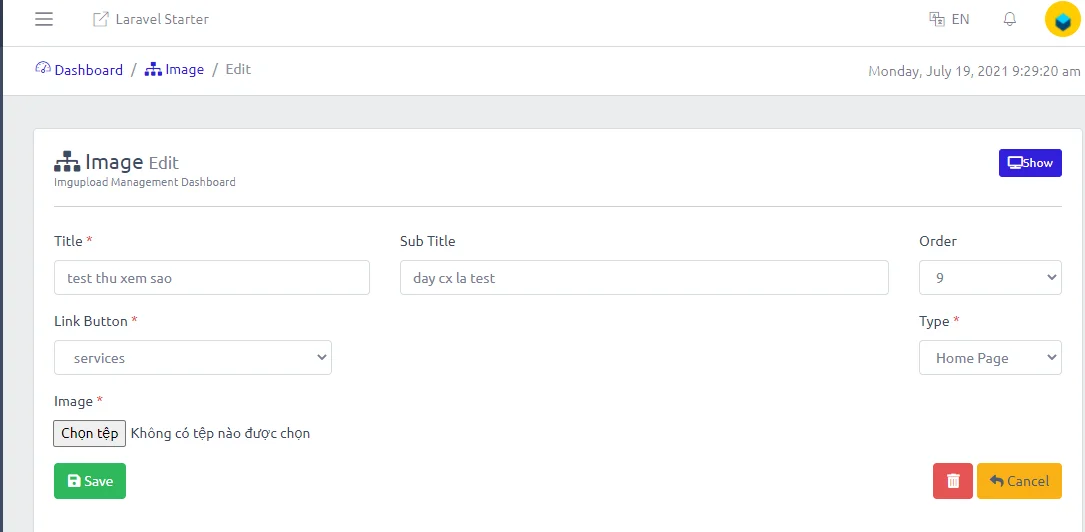 Laravel Starter EN
Dashboard / Image / Edit Monday, July 19, 2021 9:29:20 am
Image Edit
Show
Imgupload Management Dashboard
Title * Sub Title Order
test thu xem sao day cx la test 9
Link Button * Type *
services Home Page
Image *
Chọn tệp Không có tệp nào được chọn
Save Cancel